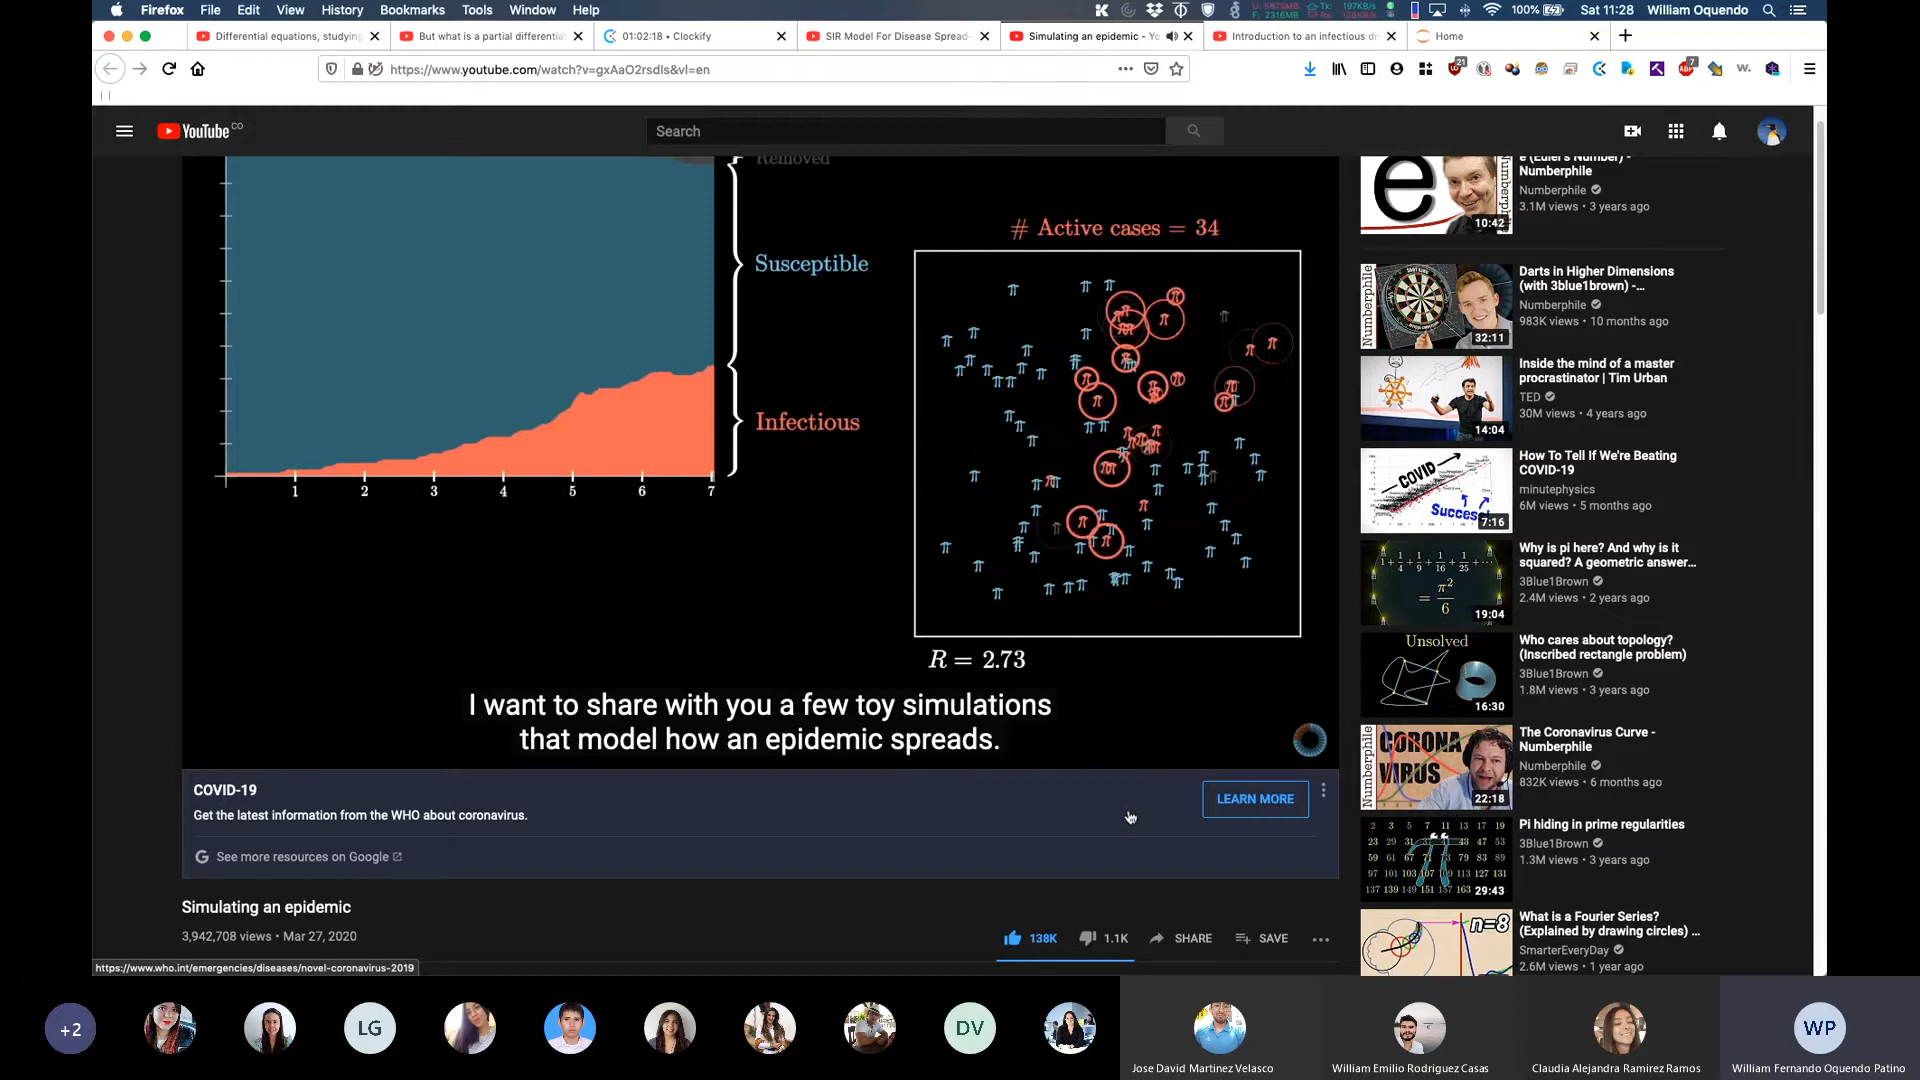 Firefox File Edit View History Bookmarks Tools Window Help
100% Sat 11:28 William Oquendo
Differential equations, studying
But what is a partial differential
01:02:18 • Clockify
SIR Model For Disease Spread-
Simulating an epidemic - Yo
Introduction to an infectious dis
Home
https://www.youtube.com/watch?v=gxAaO2rsdIs&vl=en
YouTube CO
Search
Removed
Susceptible
Infectious
1 2 3 4 5 6 7
# Active cases = 34
R = 2.73
I want to share with you a few toy simulations
that model how an epidemic spreads.
COVID-19
Get the latest information from the WHO about coronavirus.
LEARN MORE
See more resources on Google
Simulating an epidemic
3,942,708 views • Mar 27, 2020
138K 1.1K SHARE SAVE
https://www.who.int/emergencies/diseases/novel-coronavirus-2019
e (Euler's Number) -
Numberphile
Numberphile
3.1M views • 3 years ago
10:42
Darts in Higher Dimensions
(with 3blue1brown) -...
Numberphile
983K views • 10 months ago
32:11
Inside the mind of a master
procrastinator | Tim Urban
TED
30M views • 4 years ago
14:04
How To Tell If We're Beating
COVID-19
minutephysics
6M views • 5 months ago
7:16
Why is pi here? And why is it
squared? A geometric answer...
3Blue1Brown
2.4M views • 2 years ago
19:04
Who cares about topology?
(Inscribed rectangle problem)
3Blue1Brown
1.8M views • 3 years ago
Unsolved
16:30
The Coronavirus Curve -
Numberphile
Numberphile
832K views • 6 months ago
CORONA
VIRUS
22:18
Pi hiding in prime regularities
3Blue1Brown
1.3M views • 3 years ago
29:43
What is a Fourier Series?
(Explained by drawing circles) ...
SmarterEveryDay
2.6M views • 1 year ago
n=8
+2
LG
DV
WP
Jose David Martinez Velasco
William Emilio Rodriguez Casas
Claudia Alejandra Ramirez Ramos
William Fernando Oquendo Patino